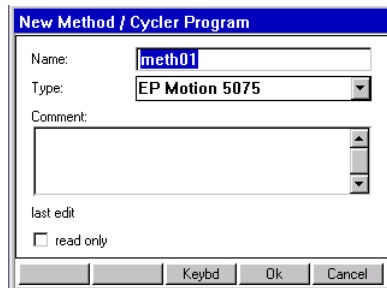 New Method / Cycler Program
Name: meth01
Type: EP Motion 5075
Comment:
last edit
read only
Keybd Ok Cancel